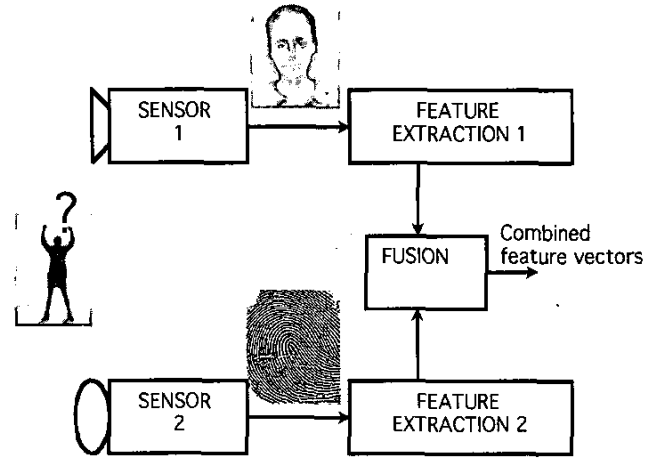 SENSOR
1
FEATURE
EXTRACTION 1
?
FUSION
Combined
feature vectors
SENSOR
2
FEATURE
EXTRACTION 2